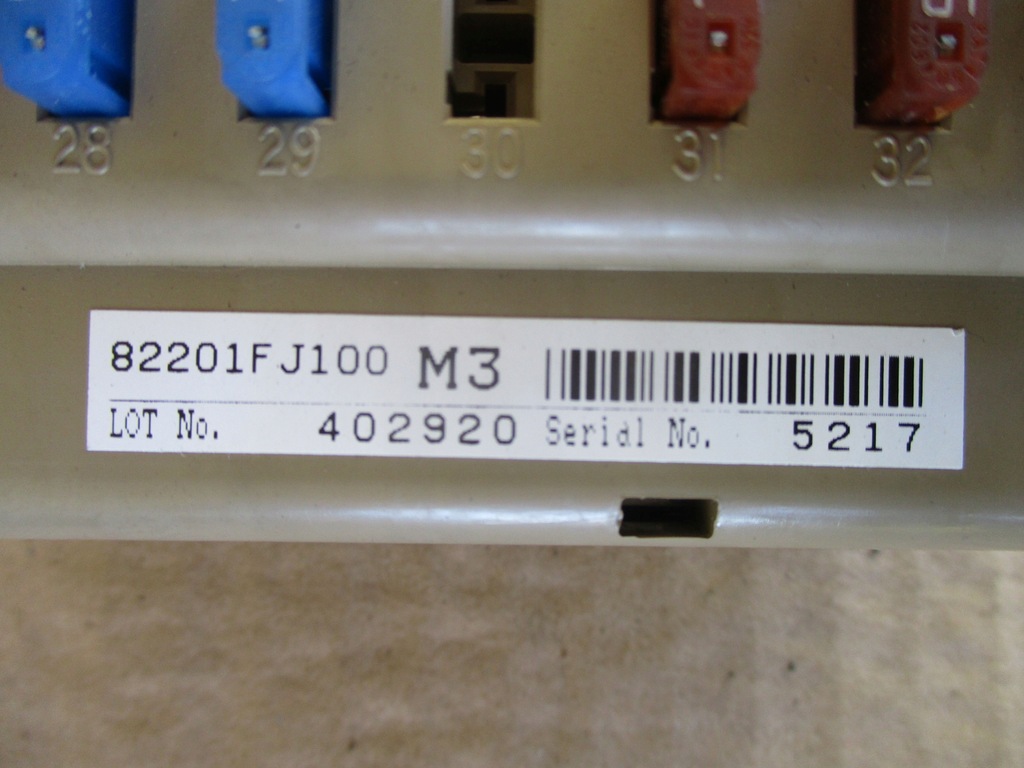 28 29 30 31 32
82201FJ100 M3
LOT No. 402920 Serial No. 5217